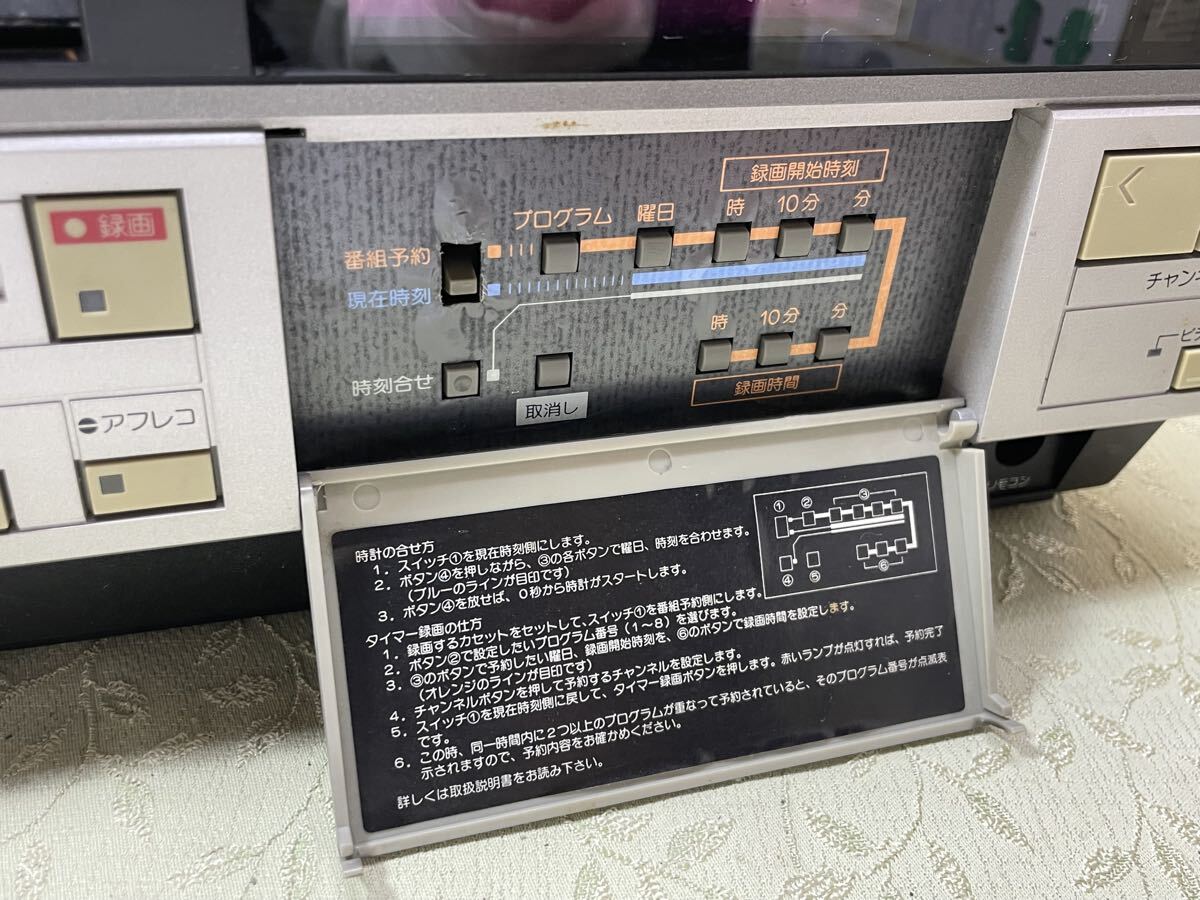 録画
アフレコ
録画開始時刻
プログラム 曜日 時 10分 分
番組予約
現在時刻
時 10分 分
時刻合せ
取消し
録画時間
リモコン
① ② ③
④ ⑤ ⑥
時計の合せ方
1. スイッチ①を現在時刻側にします。
2. ボタン④を押しながら、③の各ボタンで曜日、時刻を合わせます。
(ブルーのラインが目印です)
3. ボタン④を放せば、0秒から時計がスタートします。
タイマー録画の仕方
1. 録画するカセットをセットして、スイッチ①を番組予約側にします。
2. ボタン②で設定したいプログラム番号(1〜8)を選びます。
3. ③のボタンで予約したい曜日、録画開始時刻を、⑥のボタンで録画時間を設定します。
(オレンジのラインが目印です)
4. チャンネルボタンを押して予約するチャンネルを設定します。
5. スイッチ①を現在時刻側に戻して、タイマー録画ボタンを押します。赤いランプが点灯すれば、予約完了
です。
6. この時、同一時間内に2つ以上のプログラムが重なって予約されていると、そのプログラム番号が点滅表
示されますので、予約内容をお確かめください。
詳しくは取扱説明書をお読み下さい。